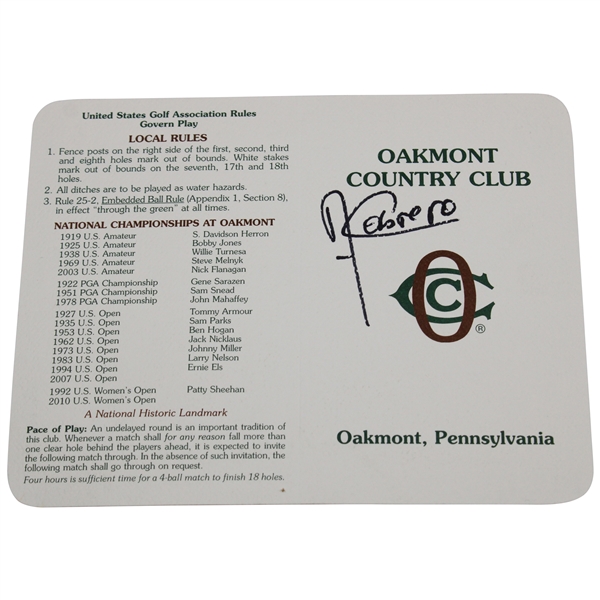 United States Golf Association Rules
Govern Play
LOCAL RULES
1. Fence posts on the right side of the first, second, third
and eighth holes mark out of bounds. White stakes
mark out of bounds on the seventh, 17th and 18th
holes.
2. All ditches are to be played as water hazards.
3. Rule 25-2, Embedded Ball Rule (Appendix 1, Section 8),
in effect "through the green" at all times.
NATIONAL CHAMPIONSHIPS AT OAKMONT
1919 U.S. Amateur S. Davidson Herron
1925 U.S. Amateur Bobby Jones
1938 U.S. Amateur Willie Turnesa
1969 U.S. Amateur Steve Melnyk
2003 U.S. Amateur Nick Flanagan
1922 PGA Championship Gene Sarazen
1951 PGA Championship Sam Snead
1978 PGA Championship John Mahaffey
1927 U.S. Open Tommy Armour
1935 U.S. Open Sam Parks
1953 U.S. Open Ben Hogan
1962 U.S. Open Jack Nicklaus
1973 U.S. Open Johnny Miller
1983 U.S. Open Larry Nelson
1994 U.S. Open Ernie Els
2007 U.S. Open
1992 U.S. Women's Open Patty Sheehan
2010 U.S. Women's Open
A National Historic Landmark
Pace of Play: An undelayed round is an important tradition of
this club. Whenever a match shall for any reason fall more than
one clear hole behind the players ahead, it is expected to invite
the following match through. In the absence of such invitation, the
following match shall go through on request.
Four hours is sufficient time for a 4-ball match to finish 18 holes.
OAKMONT
COUNTRY CLUB
OCC®
Oakmont, Pennsylvania